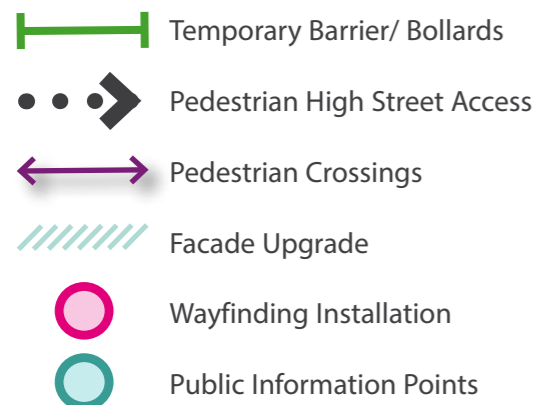 Temporary Barrier/ Bollards
Pedestrian High Street Access
Pedestrian Crossings
Facade Upgrade
Wayfinding Installation
Public Information Points